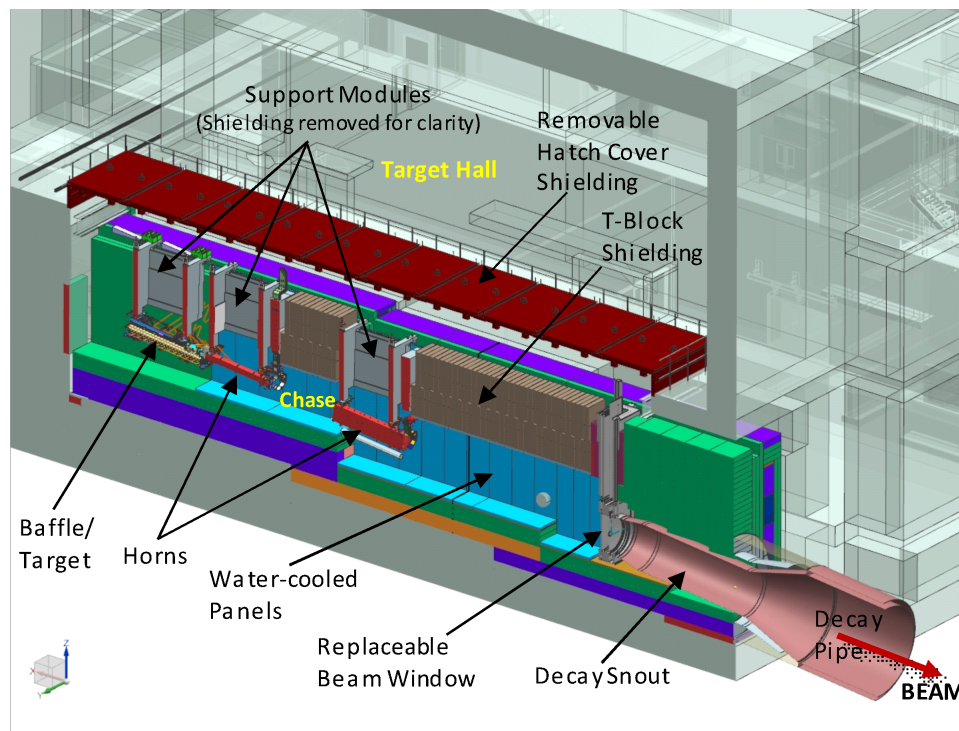 Support Modules
(Shielding removed for clarity)
Removable
Hatch Cover
Shielding
Target Hall
T-Block
Shielding
Chase
Baffle/
Target
Horns
Water-cooled
Panels
Replaceable
Beam Window
Decay Snout
Decay
Pipe
BEAM
Z
X
Y